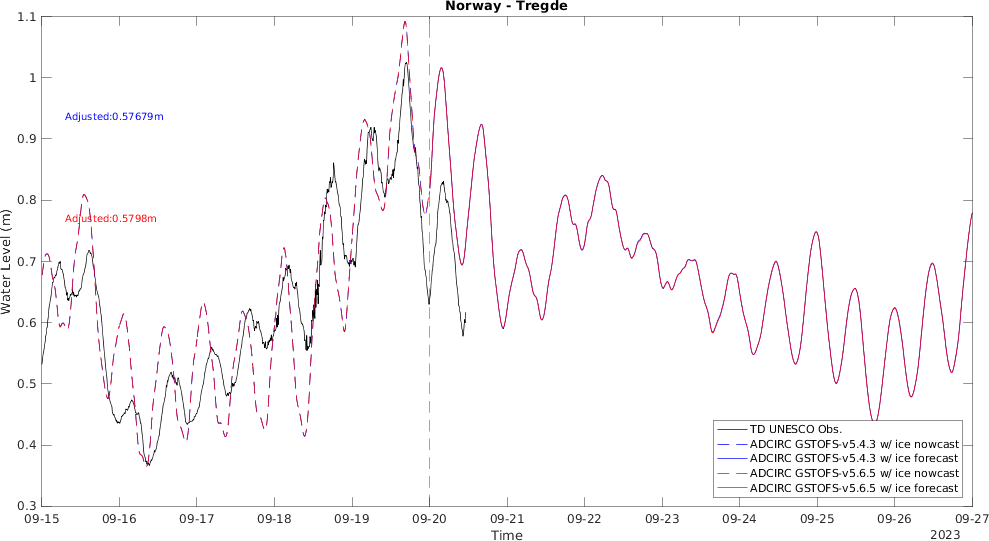 Norway - Tregde
Water Level (m)
1.1
1
0.9
0.8
0.7
0.6
0.5
0.4
0.3
Adjusted:0.57679m
Adjusted:0.5798m
TD UNESCO Obs.
ADCIRC GSTOFS-v5.4.3 w/ ice nowcast
ADCIRC GSTOFS-v5.4.3 w/ ice forecast
ADCIRC GSTOFS-v5.6.5 w/ ice nowcast
ADCIRC GSTOFS-v5.6.5 w/ ice forecast
09-15 09-16 09-17 09-18 09-19 09-20 09-21 09-22 09-23 09-24 09-25 09-26 09-27
Time
2023